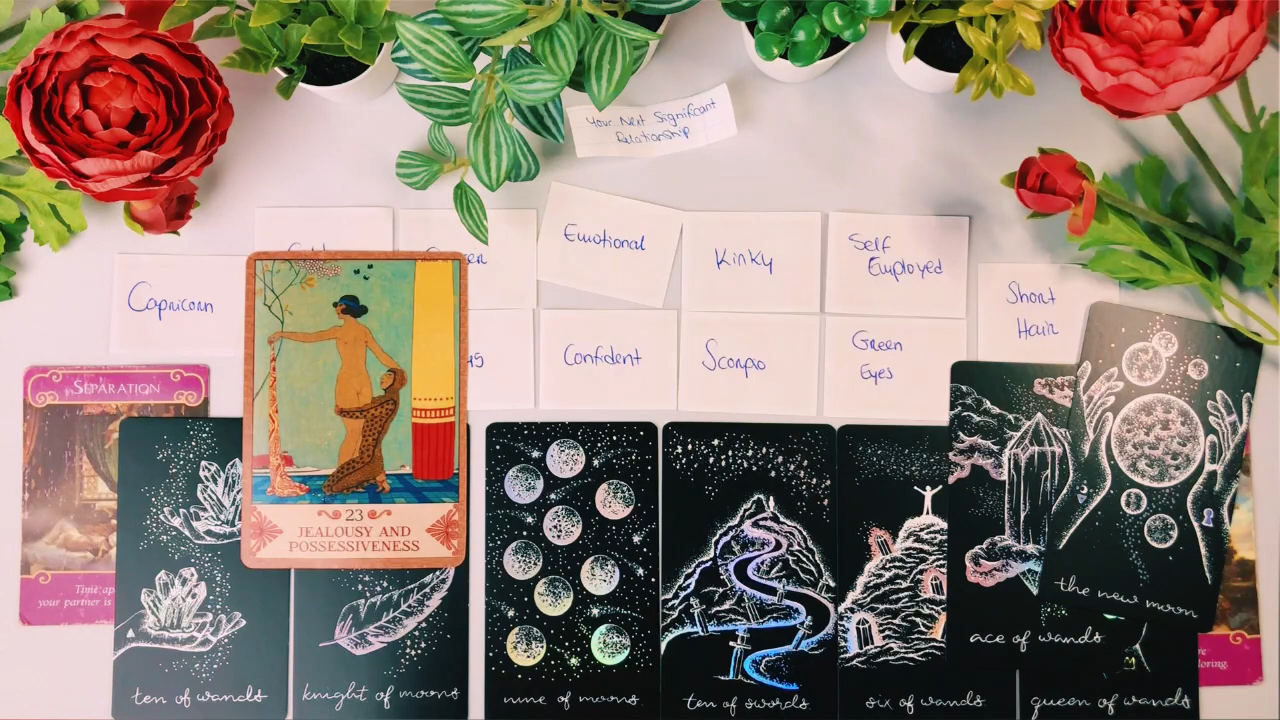 Your Next Significant
Relationship
Emotional
Kinky
Self
Employed
Capricorn
Short
Hair
Confident
Scorpio
Green
Eyes
SEPARATION
Time
your partner is
23
JEALOUSY AND
POSSESSIVENESS
ten of wands
knight of moons
nine of moons
ten of swords
six of wands
ace of wands
the new moon
queen of wands